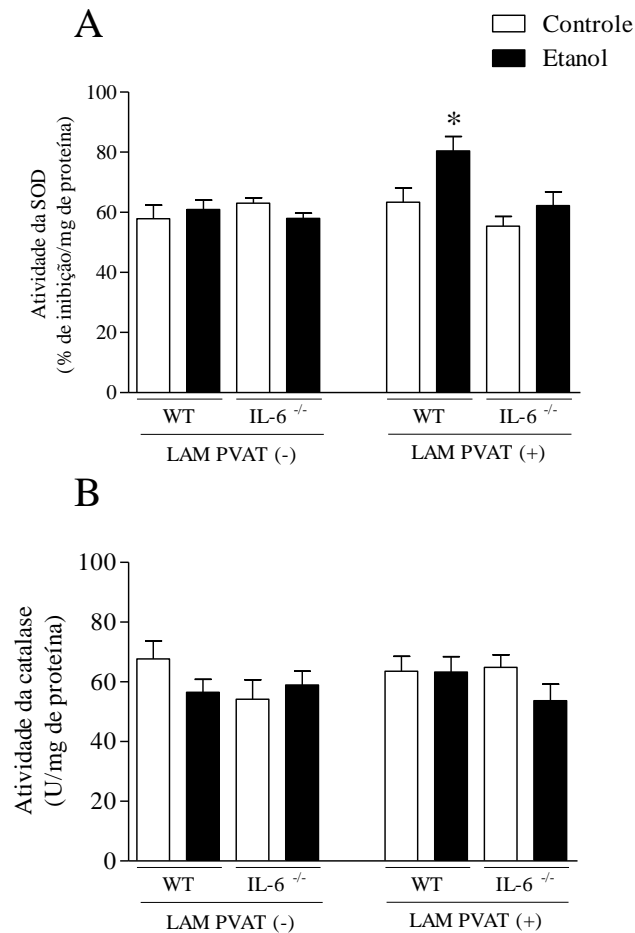 A
Controle
Etanol
Atividade da SOD
(% de inibição/mg de proteína)
100
80
60
40
20
0
*
WT
IL-6 -/-
WT
IL-6 -/-
LAM PVAT (-)
LAM PVAT (+)
B
Atividade da catalase
(U/mg de proteína)
100
80
60
40
20
0
WT
IL-6 -/-
WT
IL-6 -/-
LAM PVAT (-)
LAM PVAT (+)